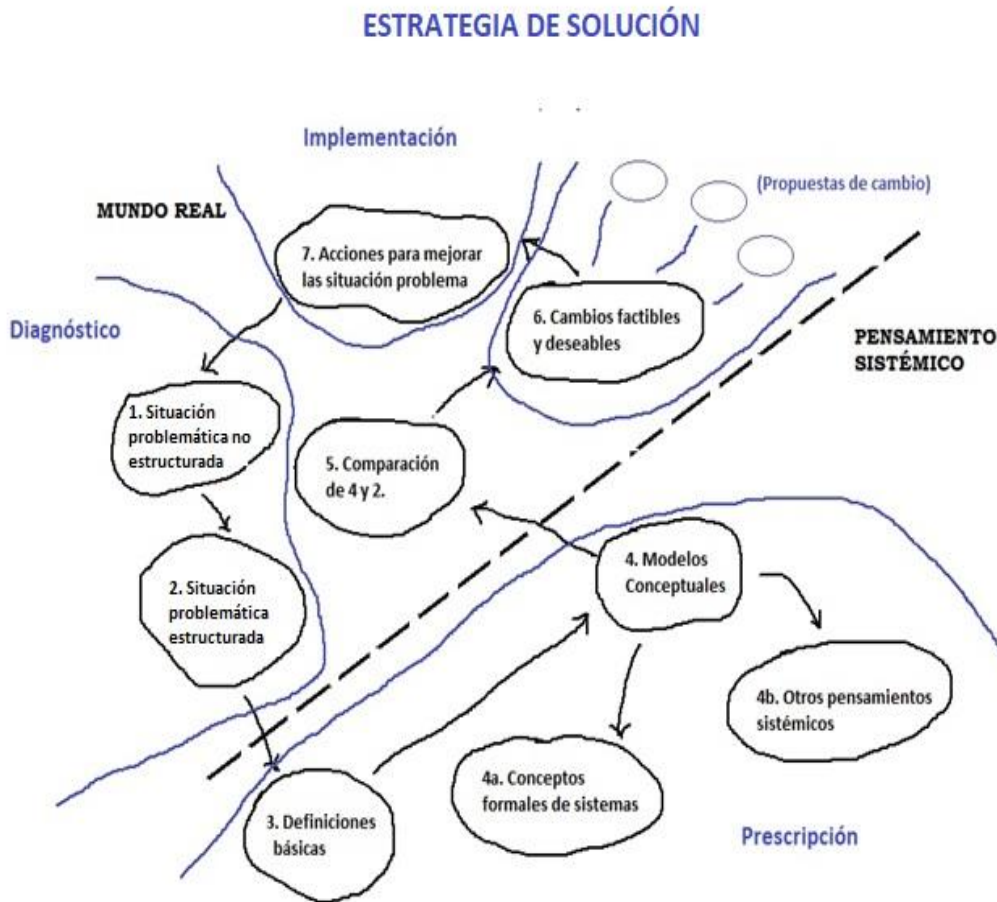 ESTRATEGIA DE SOLUCIÓN
Implementación
(Propuestas de cambio)
MUNDO REAL
7. Acciones para mejorar
las situación problema
Diagnóstico
6. Cambios factibles
y deseables
PENSAMIENTO
SISTÉMICO
1. Situación
problemática no
estructurada
5. Comparación
de 4 y 2.
4. Modelos
Conceptuales
2. Situación
problemática
estructurada
4b. Otros pensamientos
sistémicos
4a. Conceptos
formales de sistemas
3. Definiciones
básicas
Prescripción